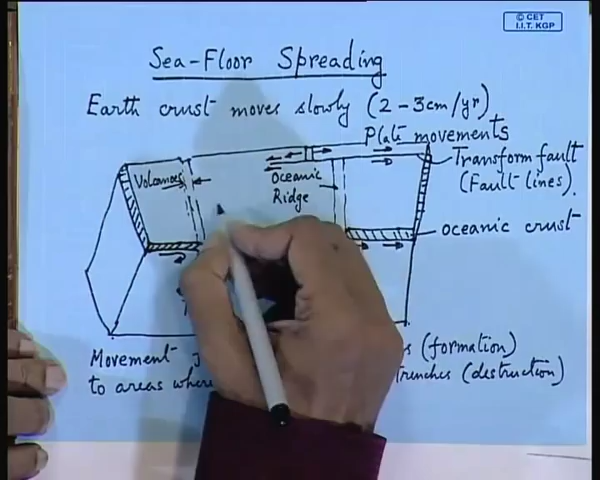 © CET
I.I.T. KGP
Sea-Floor Spreading
Earth crust moves slowly (2-3cm/yr)
Plate movements
Transform fault
(Fault lines).
Volcanoes
Oceanic
Ridge
oceanic crust
Movement
(formation)
to areas where
Trenches (destruction)